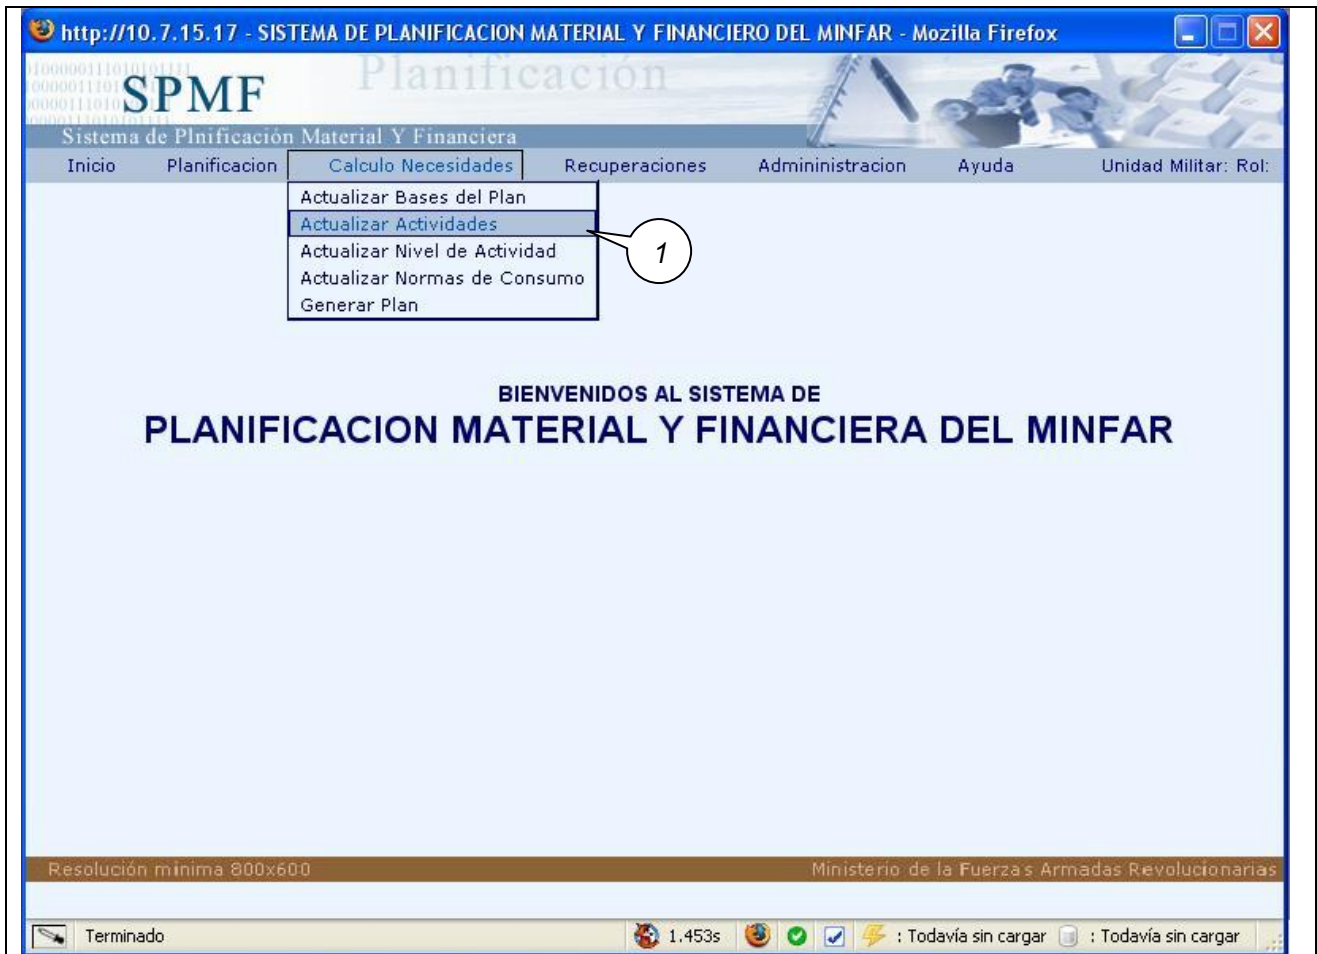 http://10.7.15.17 - SISTEMA DE PLANIFICACION MATERIAL Y FINANCIERO DEL MINFAR - Mozilla Firefox
Planificación
SPMF
Sistema de Plnificación Material Y Financiera
Inicio Planificacion Calculo Necesidades Recuperaciones Admininistracion Ayuda Unidad Militar: Rol:
Actualizar Bases del Plan
Actualizar Actividades
Actualizar Nivel de Actividad
Actualizar Normas de Consumo
Generar Plan
1
BIENVENIDOS AL SISTEMA DE
PLANIFICACION MATERIAL Y FINANCIERA DEL MINFAR
Resolución minima 800x600 Ministerio de la Fuerzas Armadas Revolucionarias
Terminado 1.453s : Todavía sin cargar : Todavía sin cargar